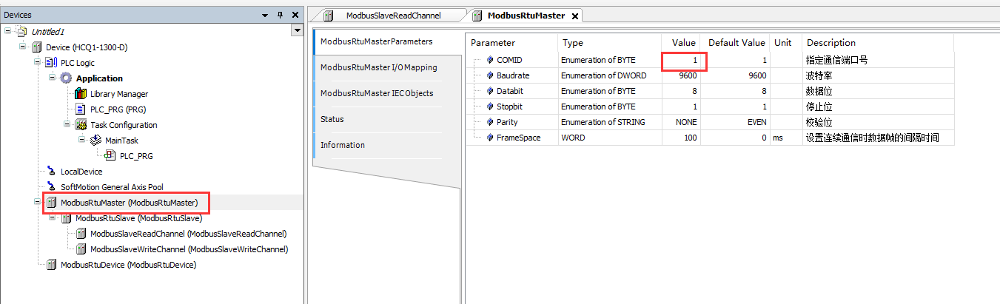 Devices
Untitled1
Device (HCQ1-1300-D)
PLC Logic
Application
Library Manager
PLC_PRG (PRG)
Task Configuration
MainTask
PLC_PRG
LocalDevice
SoftMotion General Axis Pool
ModbusRtuMaster (ModbusRtuMaster)
ModbusRtuSlave (ModbusRtuSlave)
ModbusSlaveReadChannel (ModbusSlaveReadChannel)
ModbusSlaveWriteChannel (ModbusSlaveWriteChannel)
ModbusRtuDevice (ModbusRtuDevice)
ModbusSlaveReadChannel ModbusRtuMaster
ModbusRtuMasterParameters
ModbusRtuMaster I/O Mapping
ModbusRtuMaster IEC Objects
Status
Information
Parameter Type Value Default Value Unit Description
COMID Enumeration of BYTE 1 1 指定通信端口号
Baudrate Enumeration of DWORD 9600 9600 波特率
Databit Enumeration of BYTE 8 8 数据位
Stopbit Enumeration of BYTE 1 1 停止位
Parity Enumeration of STRING NONE EVEN 校验位
FrameSpace WORD 100 0 ms 设置连续通信时数据帧的间隔时间